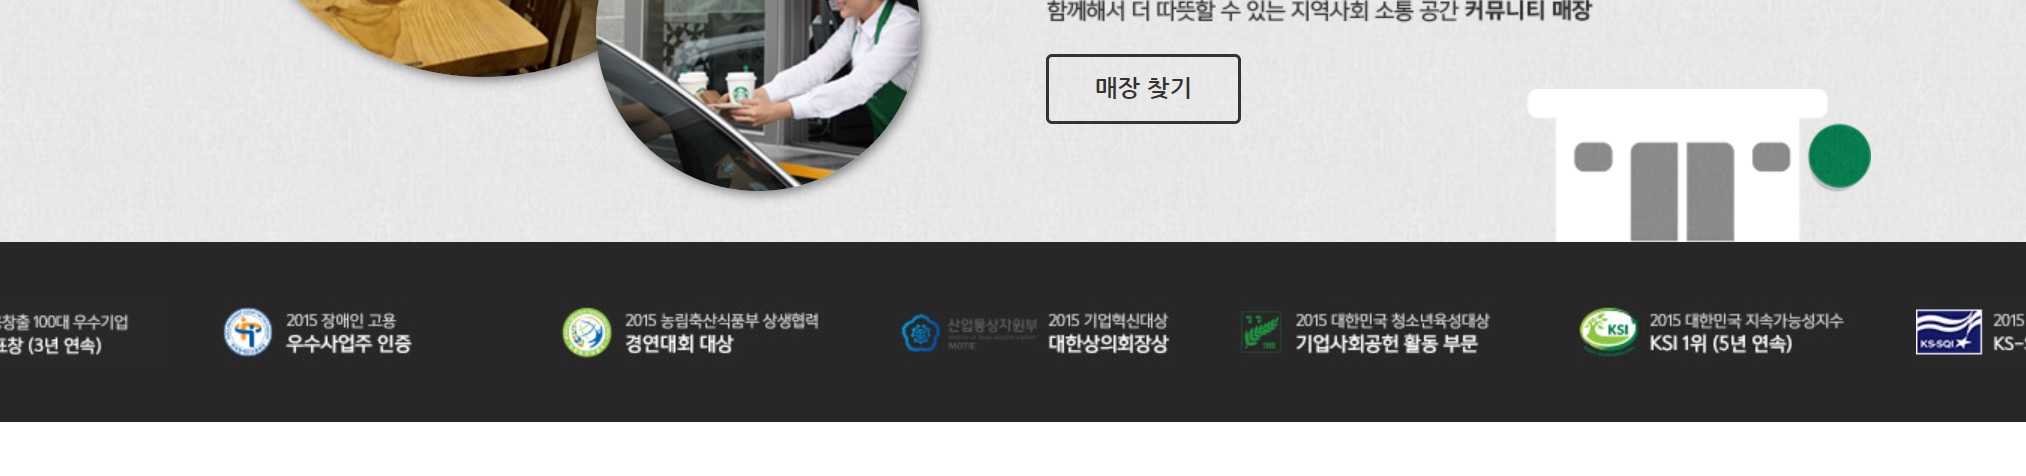 함께해서 더 따뜻할 수 있는 지역사회 소통 공간 커뮤니티 매장
매장 찾기
창출 100대 우수기업
표창 (3년 연속)
2015 장애인 고용
우수사업주 인증
2015 농림축산식품부 상생협력
경연대회 대상
산업통상자원부
MOTIE
2015 기업혁신대상
대한상의회장상
1985
2015 대한민국 청소년육성대상
기업사회공헌 활동 부문
KSI
2015 대한민국 지속가능성지수
KSI 1위 (5년 연속)
KS-SQI
2015
KS-